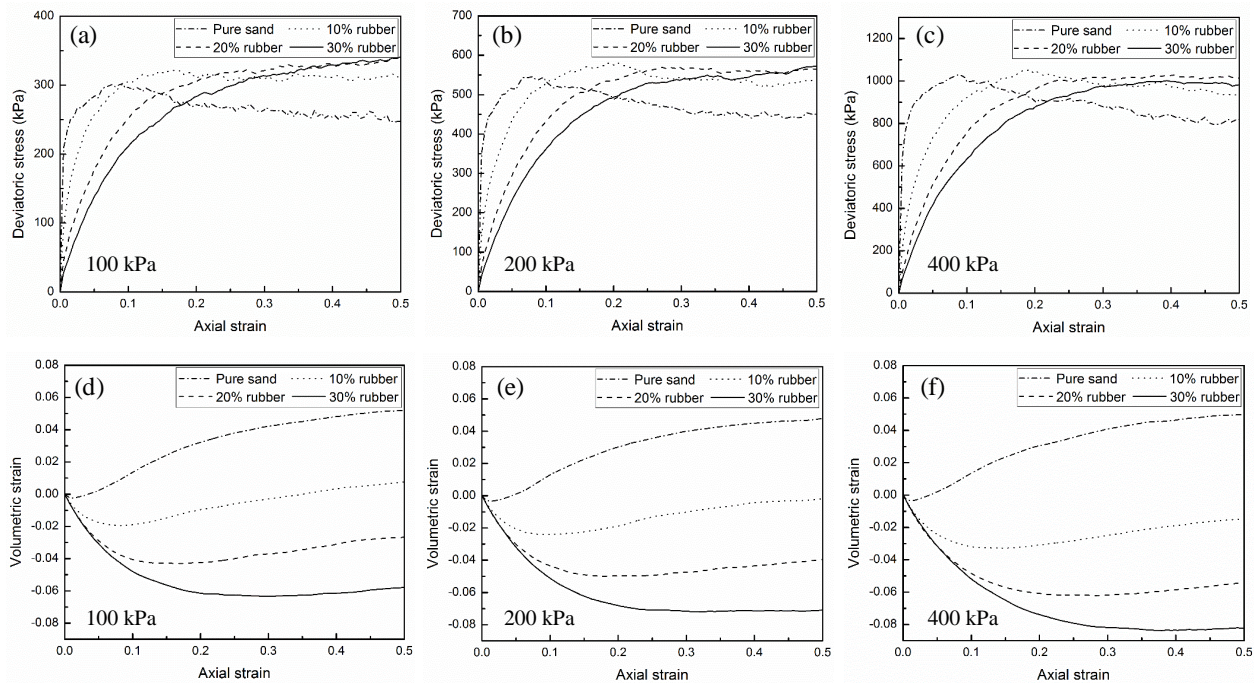 (a)
Pure sand
10% rubber
20% rubber
30% rubber
400
300
200
100
0
Deviatoric stress (kPa)
100 kPa
0.0 0.1 0.2 0.3 0.4 0.5
Axial strain
(b)
Pure sand
10% rubber
20% rubber
30% rubber
700
600
500
400
300
200
100
0
Deviatoric stress (kPa)
200 kPa
0.0 0.1 0.2 0.3 0.4 0.5
Axial strain
(c)
Pure sand
10% rubber
20% rubber
30% rubber
1200
1000
800
600
400
200
0
Deviatoric stress (kPa)
400 kPa
0.0 0.1 0.2 0.3 0.4 0.5
Axial strain
(d)
Pure sand
10% rubber
20% rubber
30% rubber
0.08
0.06
0.04
0.02
0.00
-0.02
-0.04
-0.06
-0.08
Volumetric strain
100 kPa
0.0 0.1 0.2 0.3 0.4 0.5
Axial strain
(e)
Pure sand
10% rubber
20% rubber
30% rubber
0.08
0.06
0.04
0.02
0.00
-0.02
-0.04
-0.06
-0.08
Volumetric strain
200 kPa
0.0 0.1 0.2 0.3 0.4 0.5
Axial strain
(f)
Pure sand
10% rubber
20% rubber
30% rubber
0.08
0.06
0.04
0.02
0.00
-0.02
-0.04
-0.06
-0.08
Volumetric strain
400 kPa
0.0 0.1 0.2 0.3 0.4 0.5
Axial strain